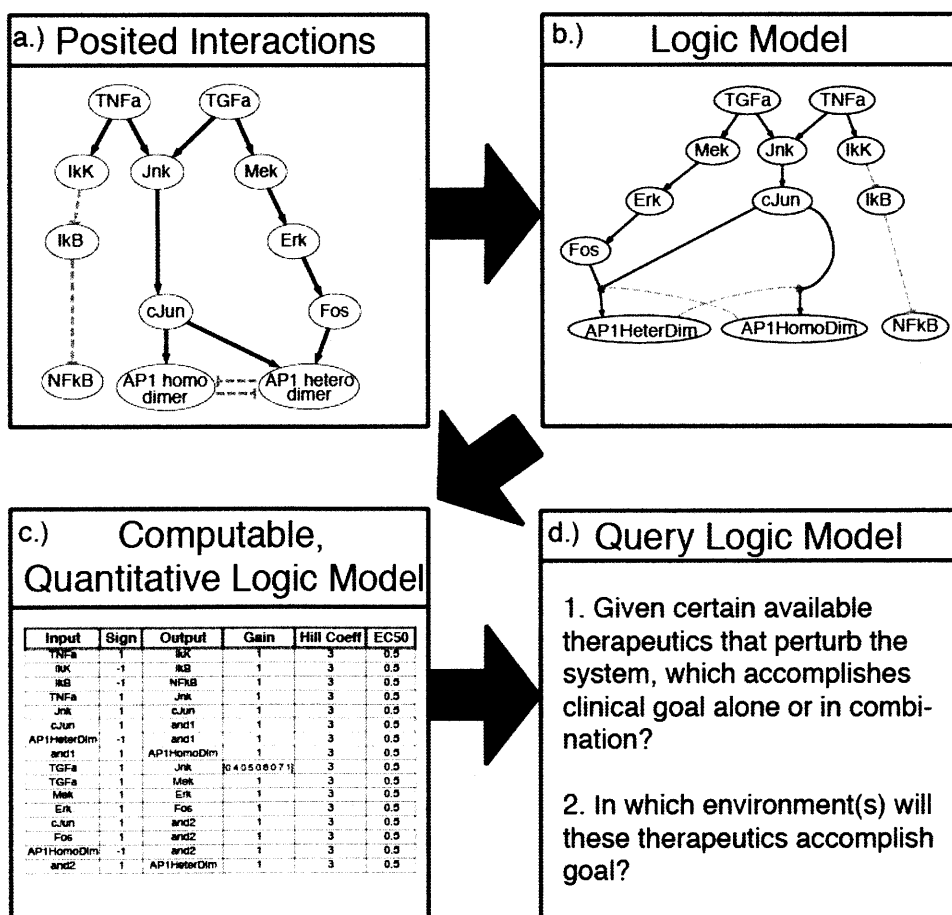 a.) Posited Interactions
TNFa
TGFa
IkK
Jnk
Mek
IkB
Erk
cJun
Fos
NFkB
AP1 homo
dimer
AP1 hetero
dimer
b.) Logic Model
TGFa
TNFa
Mek
Jnk
IkK
Erk
cJun
IkB
Fos
AP1HeterDim
AP1HomoDim
NFkB
c.) Computable,
Quantitative Logic Model
Input Sign Output Gain Hill Coeff EC50
TNFa 1 IkK 1 3 0.5
IkK -1 IkB 1 3 0.5
IkB -1 NFkB 1 3 0.5
TNFa 1 Jnk 1 3 0.5
Jnk 1 cJun 1 3 0.5
cJun 1 and1 1 3 0.5
AP1HeterDim -1 and1 1 3 0.5
and1 1 AP1HomoDim 1 3 0.5
TGFa 1 Jnk 3 0.5
TGFa 1 Mek 1 3 0.5
Mek 1 Erk 1 3 0.5
Erk 1 Fos 1 3 0.5
cJun 1 and2 1 3 0.5
Fos 1 and2 1 3 0.5
AP1HomoDim -1 and2 1 3 0.5
and2 1 AP1HeterDim 1 3 0.5
d.) Query Logic Model
1. Given certain available
therapeutics that perturb the
system, which accomplishes
clinical goal alone or in combi-
nation?
2. In which environment(s) will
these therapeutics accomplish
goal?